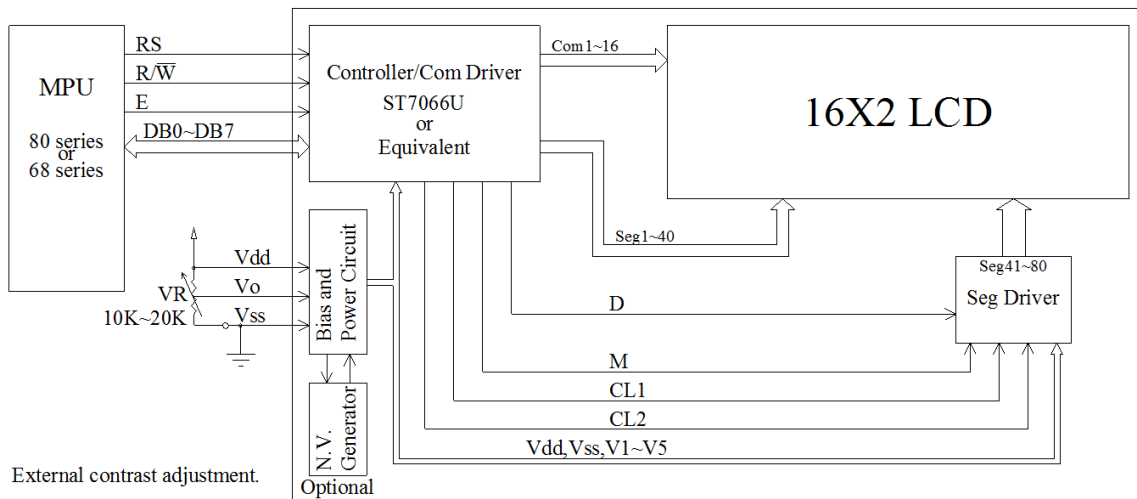 MPU
80 series
or
68 series
RS
R/W̅
E
DB0~DB7
Controller/Com Driver
ST7066U
or
Equivalent
Com1~16
16X2 LCD
Seg1~40
Seg41~80
Seg Driver
Vdd
Vo
Vss
VR
10K~20K
Bias and
Power Circuit
N.V.
Generator
Optional
D
M
CL1
CL2
Vdd,Vss,V1~V5
External contrast adjustment.